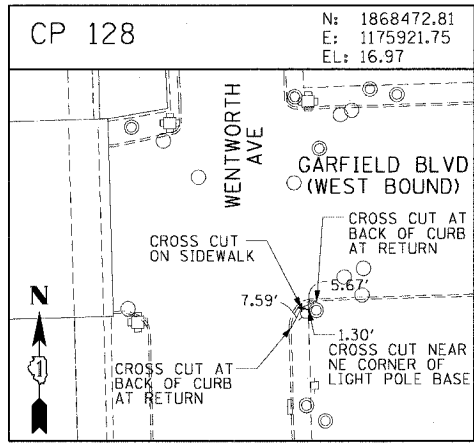 CP 128
N: 1868472.81
E: 1175921.75
EL: 16.97
WENTWORTH
AVE
GARFIELD BLVD
(WEST BOUND)
CROSS CUT AT
BACK OF CURB
AT RETURN
CROSS CUT
ON SIDEWALK
5.67'
7.59'
N
1
1.30'
CROSS CUT NEAR
NE CORNER OF
LIGHT POLE BASE
CROSS CUT AT
BACK OF CURB
AT RETURN